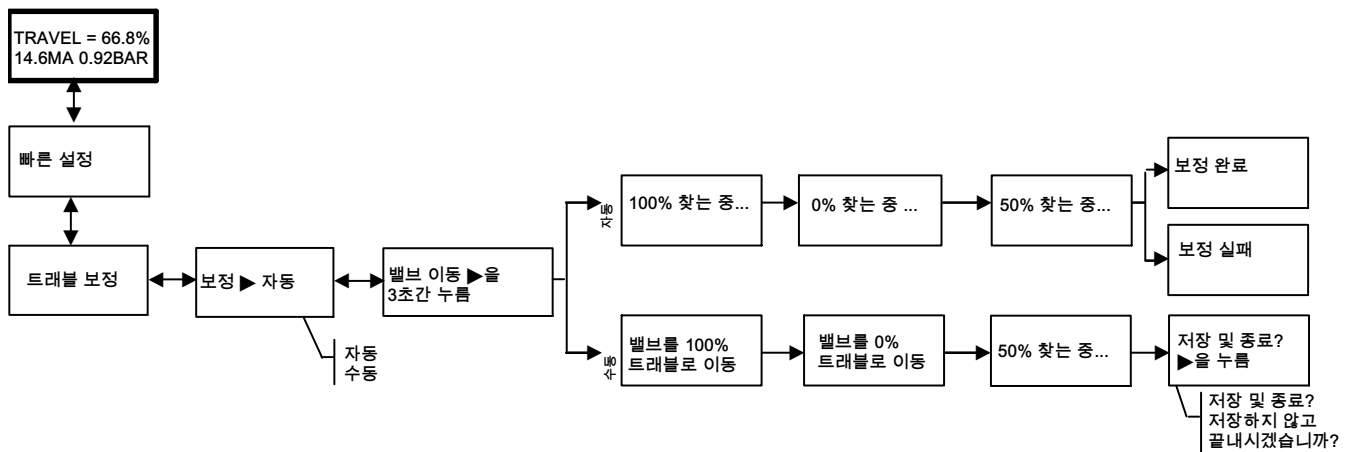 TRAVEL = 66.8%
14.6MA 0.92BAR
빠른 설정
트래블 보정
보정 ▶ 자동
자동
수동
밸브 이동 ▶을
3초간 누름
자동
100% 찾는 중...
0% 찾는 중 ...
50% 찾는 중...
보정 완료
보정 실패
수동
밸브를 100%
트래블로 이동
밸브를 0%
트래블로 이동
50% 찾는 중...
저장 및 종료?
▶을 누름
저장 및 종료?
저장하지 않고
끝내시겠습니까?